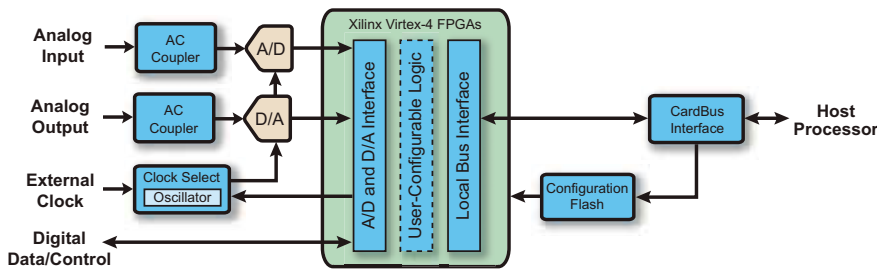 Xilinx Virtex-4 FPGAs
Analog
Input
AC
Coupler
A/D
Analog
Output
AC
Coupler
D/A
External
Clock
Clock Select
Oscillator
Digital
Data/Control
A/D and D/A Interface
User-Configurable Logic
Local Bus Interface
CardBus
Interface
Host
Processor
Configuration
Flash